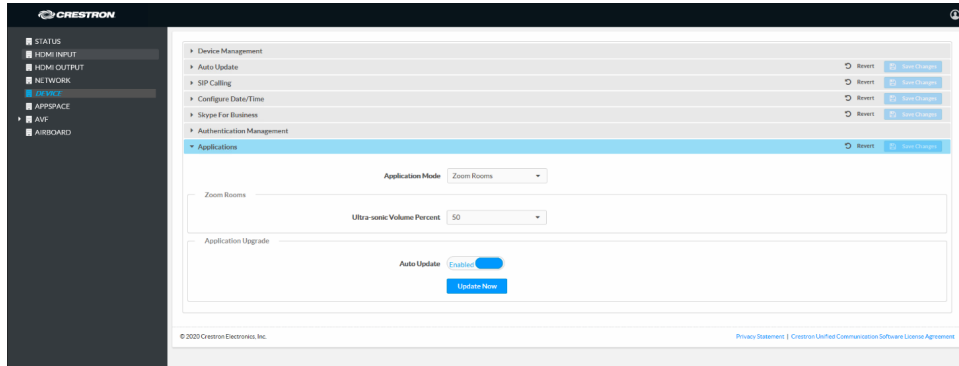 CRESTRON
STATUS
HDMI INPUT
HDMI OUTPUT
NETWORK
DEVICE
APPSPACE
AVF
AIRBOARD
Device Management
Auto Update Revert Save Changes
SIP Calling Revert Save Changes
Configure Date/Time Revert Save Changes
Skype For Business Revert Save Changes
Authentication Management
Applications Revert Save Changes
Application Mode Zoom Rooms
Zoom Rooms
Ultra-sonic Volume Percent 50
Application Upgrade
Auto Update Enabled
Update Now
© 2020 Crestron Electronics, Inc. Privacy Statement | Crestron Unified Communication Software License Agreement